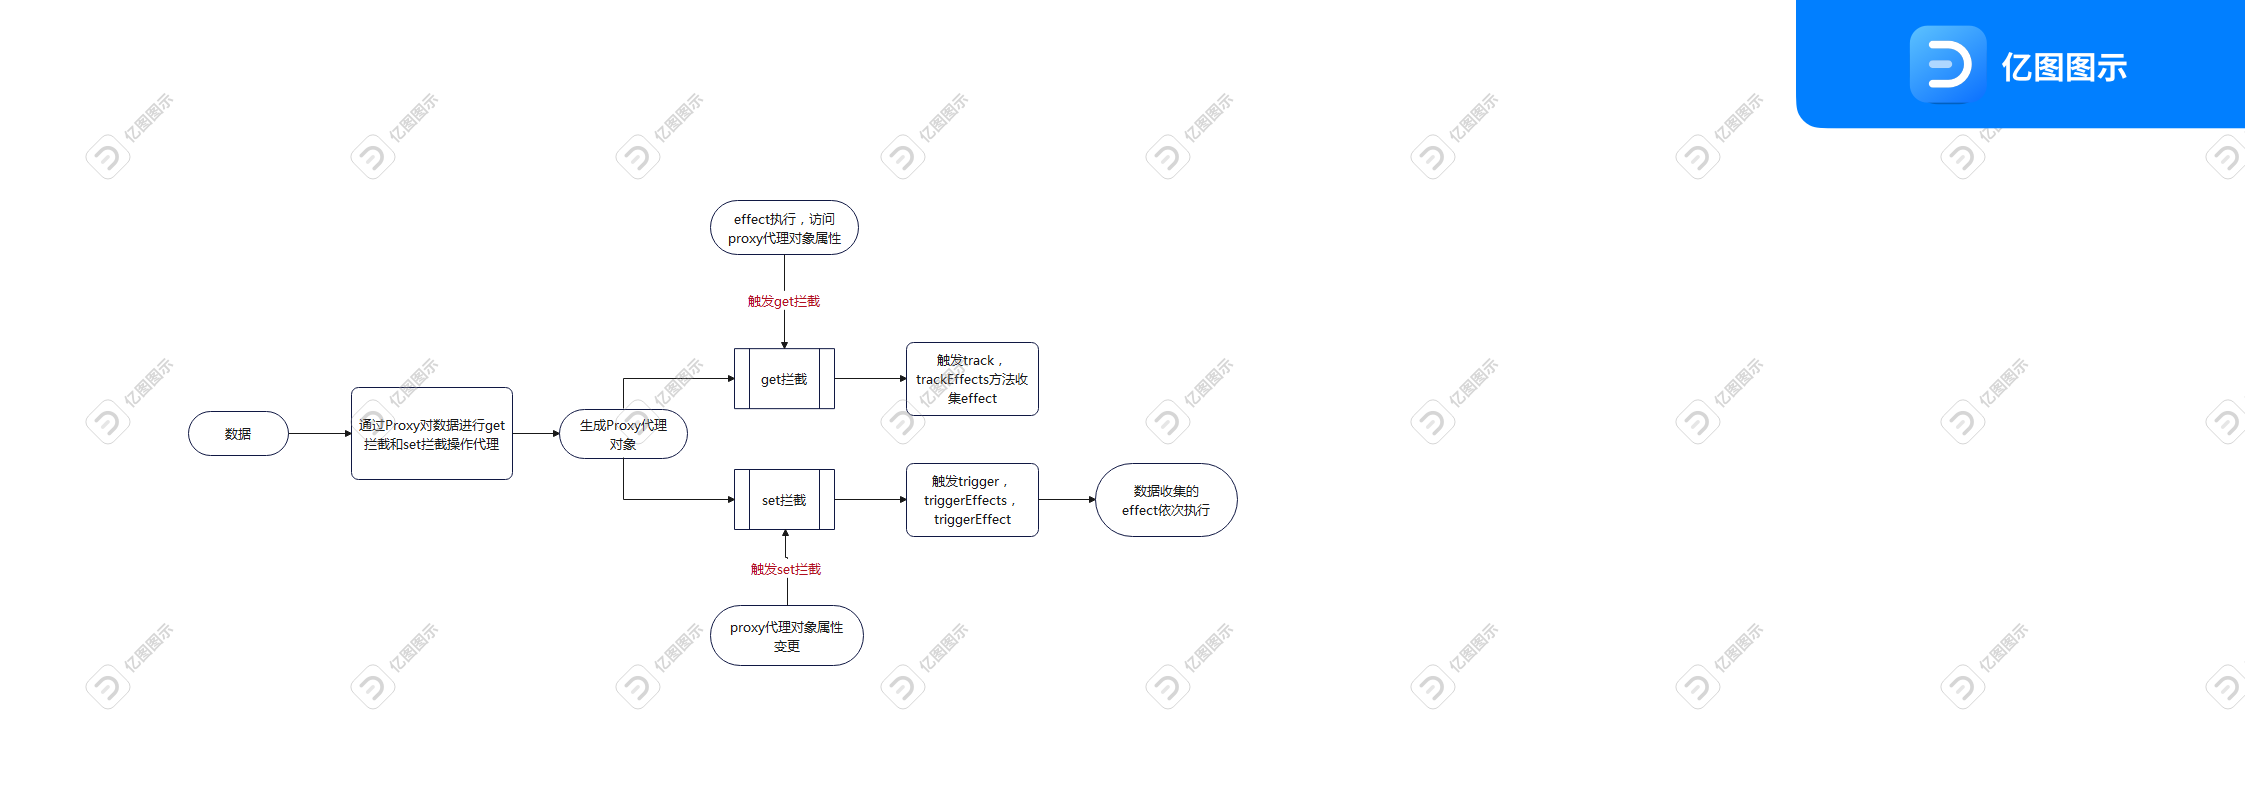 亿图图示
effect执行，访问
proxy代理对象属性
触发get拦截
get拦截
触发track，
trackEffects方法收
集effect
数据
通过Proxy对数据进行get
拦截和set拦截操作代理
生成Proxy代理
对象
set拦截
触发trigger，
triggerEffects，
triggerEffect
数据收集的
effect依次执行
触发set拦截
proxy代理对象属性
变更